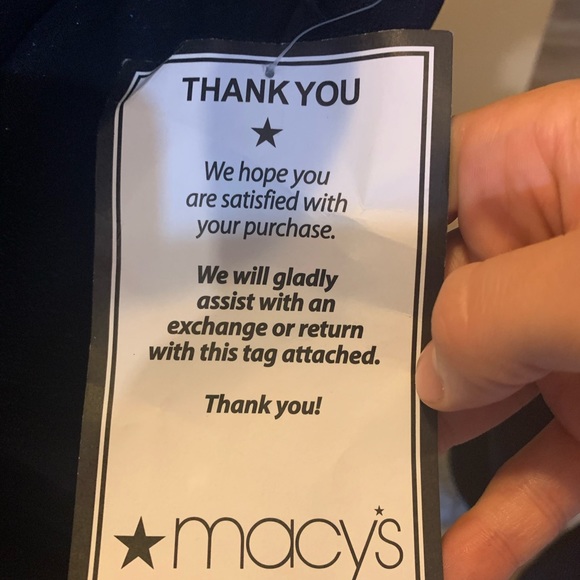 THANK YOU
We hope you
are satisfied with
your purchase.
We will gladly
assist with an
exchange or return
with this tag attached.
Thank you!
macy's